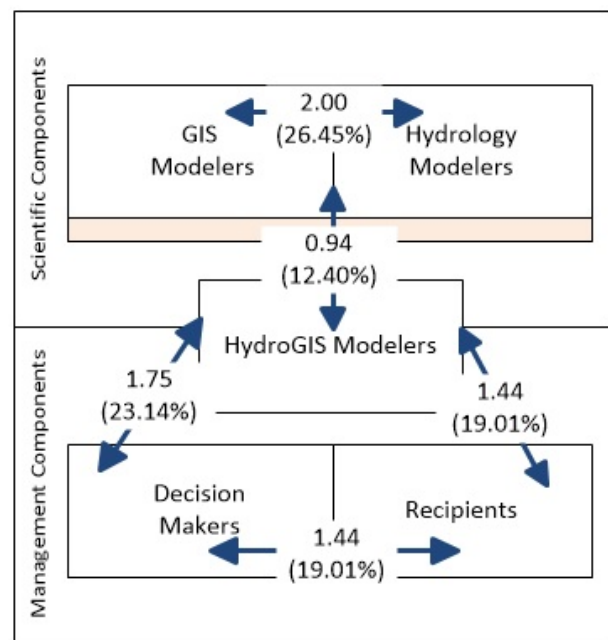 Scientific Components
2.00
(26.45%)
GIS
Modelers
Hydrology
Modelers
0.94
(12.40%)
HydroGIS Modelers
Management Components
1.75
(23.14%)
1.44
(19.01%)
Decision
Makers
Recipients
1.44
(19.01%)